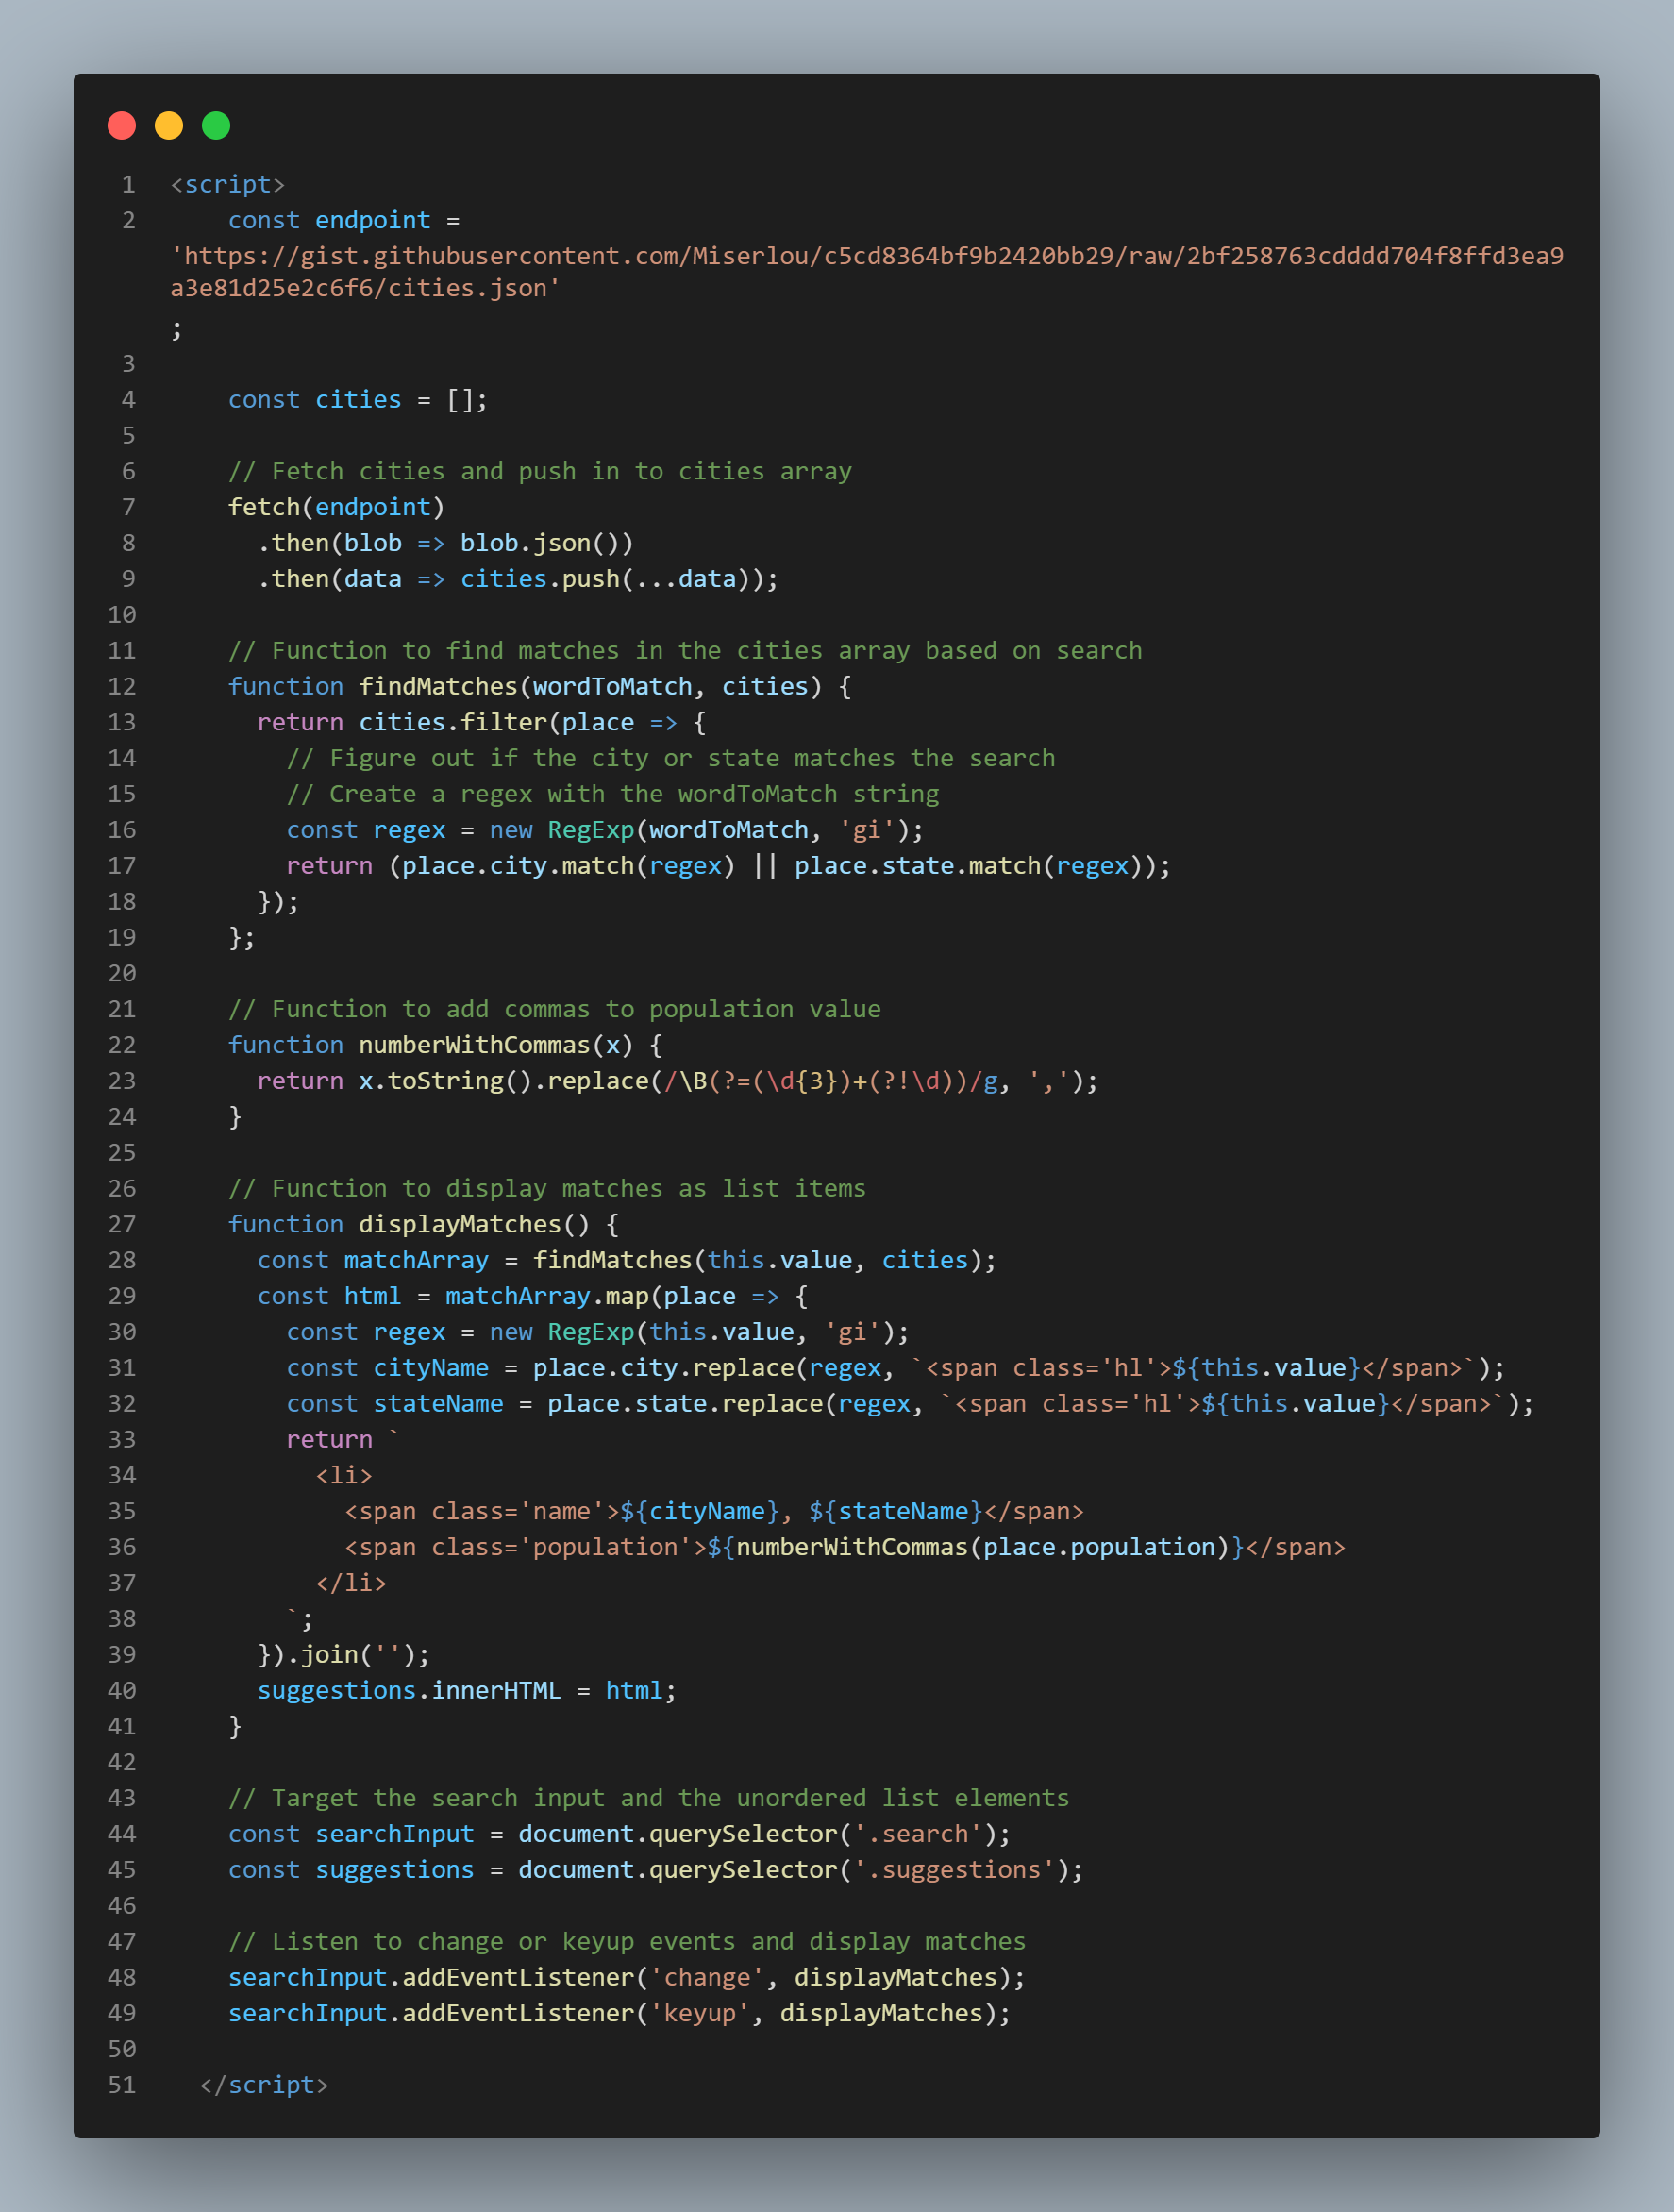 1 <script>
2     const endpoint =
'https://gist.githubusercontent.com/Miserlou/c5cd8364bf9b2420bb29/raw/2bf258763cdddd704f8ffd3ea9
a3e81d25e2c6f6/cities.json'
;
3
4     const cities = [];
5
6     // Fetch cities and push in to cities array
7     fetch(endpoint)
8       .then(blob => blob.json())
9       .then(data => cities.push(...data));
10
11     // Function to find matches in the cities array based on search
12     function findMatches(wordToMatch, cities) {
13       return cities.filter(place => {
14         // Figure out if the city or state matches the search
15         // Create a regex with the wordToMatch string
16         const regex = new RegExp(wordToMatch, 'gi');
17         return (place.city.match(regex) || place.state.match(regex));
18       });
19     };
20
21     // Function to add commas to population value
22     function numberWithCommas(x) {
23       return x.toString().replace(/\B(?=(\d{3})+(?!\d))/g, ',');
24     }
25
26     // Function to display matches as list items
27     function displayMatches() {
28       const matchArray = findMatches(this.value, cities);
29       const html = matchArray.map(place => {
30         const regex = new RegExp(this.value, 'gi');
31         const cityName = place.city.replace(regex, `<span class='hl'>${this.value}</span>`);
32         const stateName = place.state.replace(regex, `<span class='hl'>${this.value}</span>`);
33         return `
34           <li>
35             <span class='name'>${cityName}, ${stateName}</span>
36             <span class='population'>${numberWithCommas(place.population)}</span>
37           </li>
38         `;
39       }).join('');
40       suggestions.innerHTML = html;
41     }
42
43     // Target the search input and the unordered list elements
44     const searchInput = document.querySelector('.search');
45     const suggestions = document.querySelector('.suggestions');
46
47     // Listen to change or keyup events and display matches
48     searchInput.addEventListener('change', displayMatches);
49     searchInput.addEventListener('keyup', displayMatches);
50
51   </script>